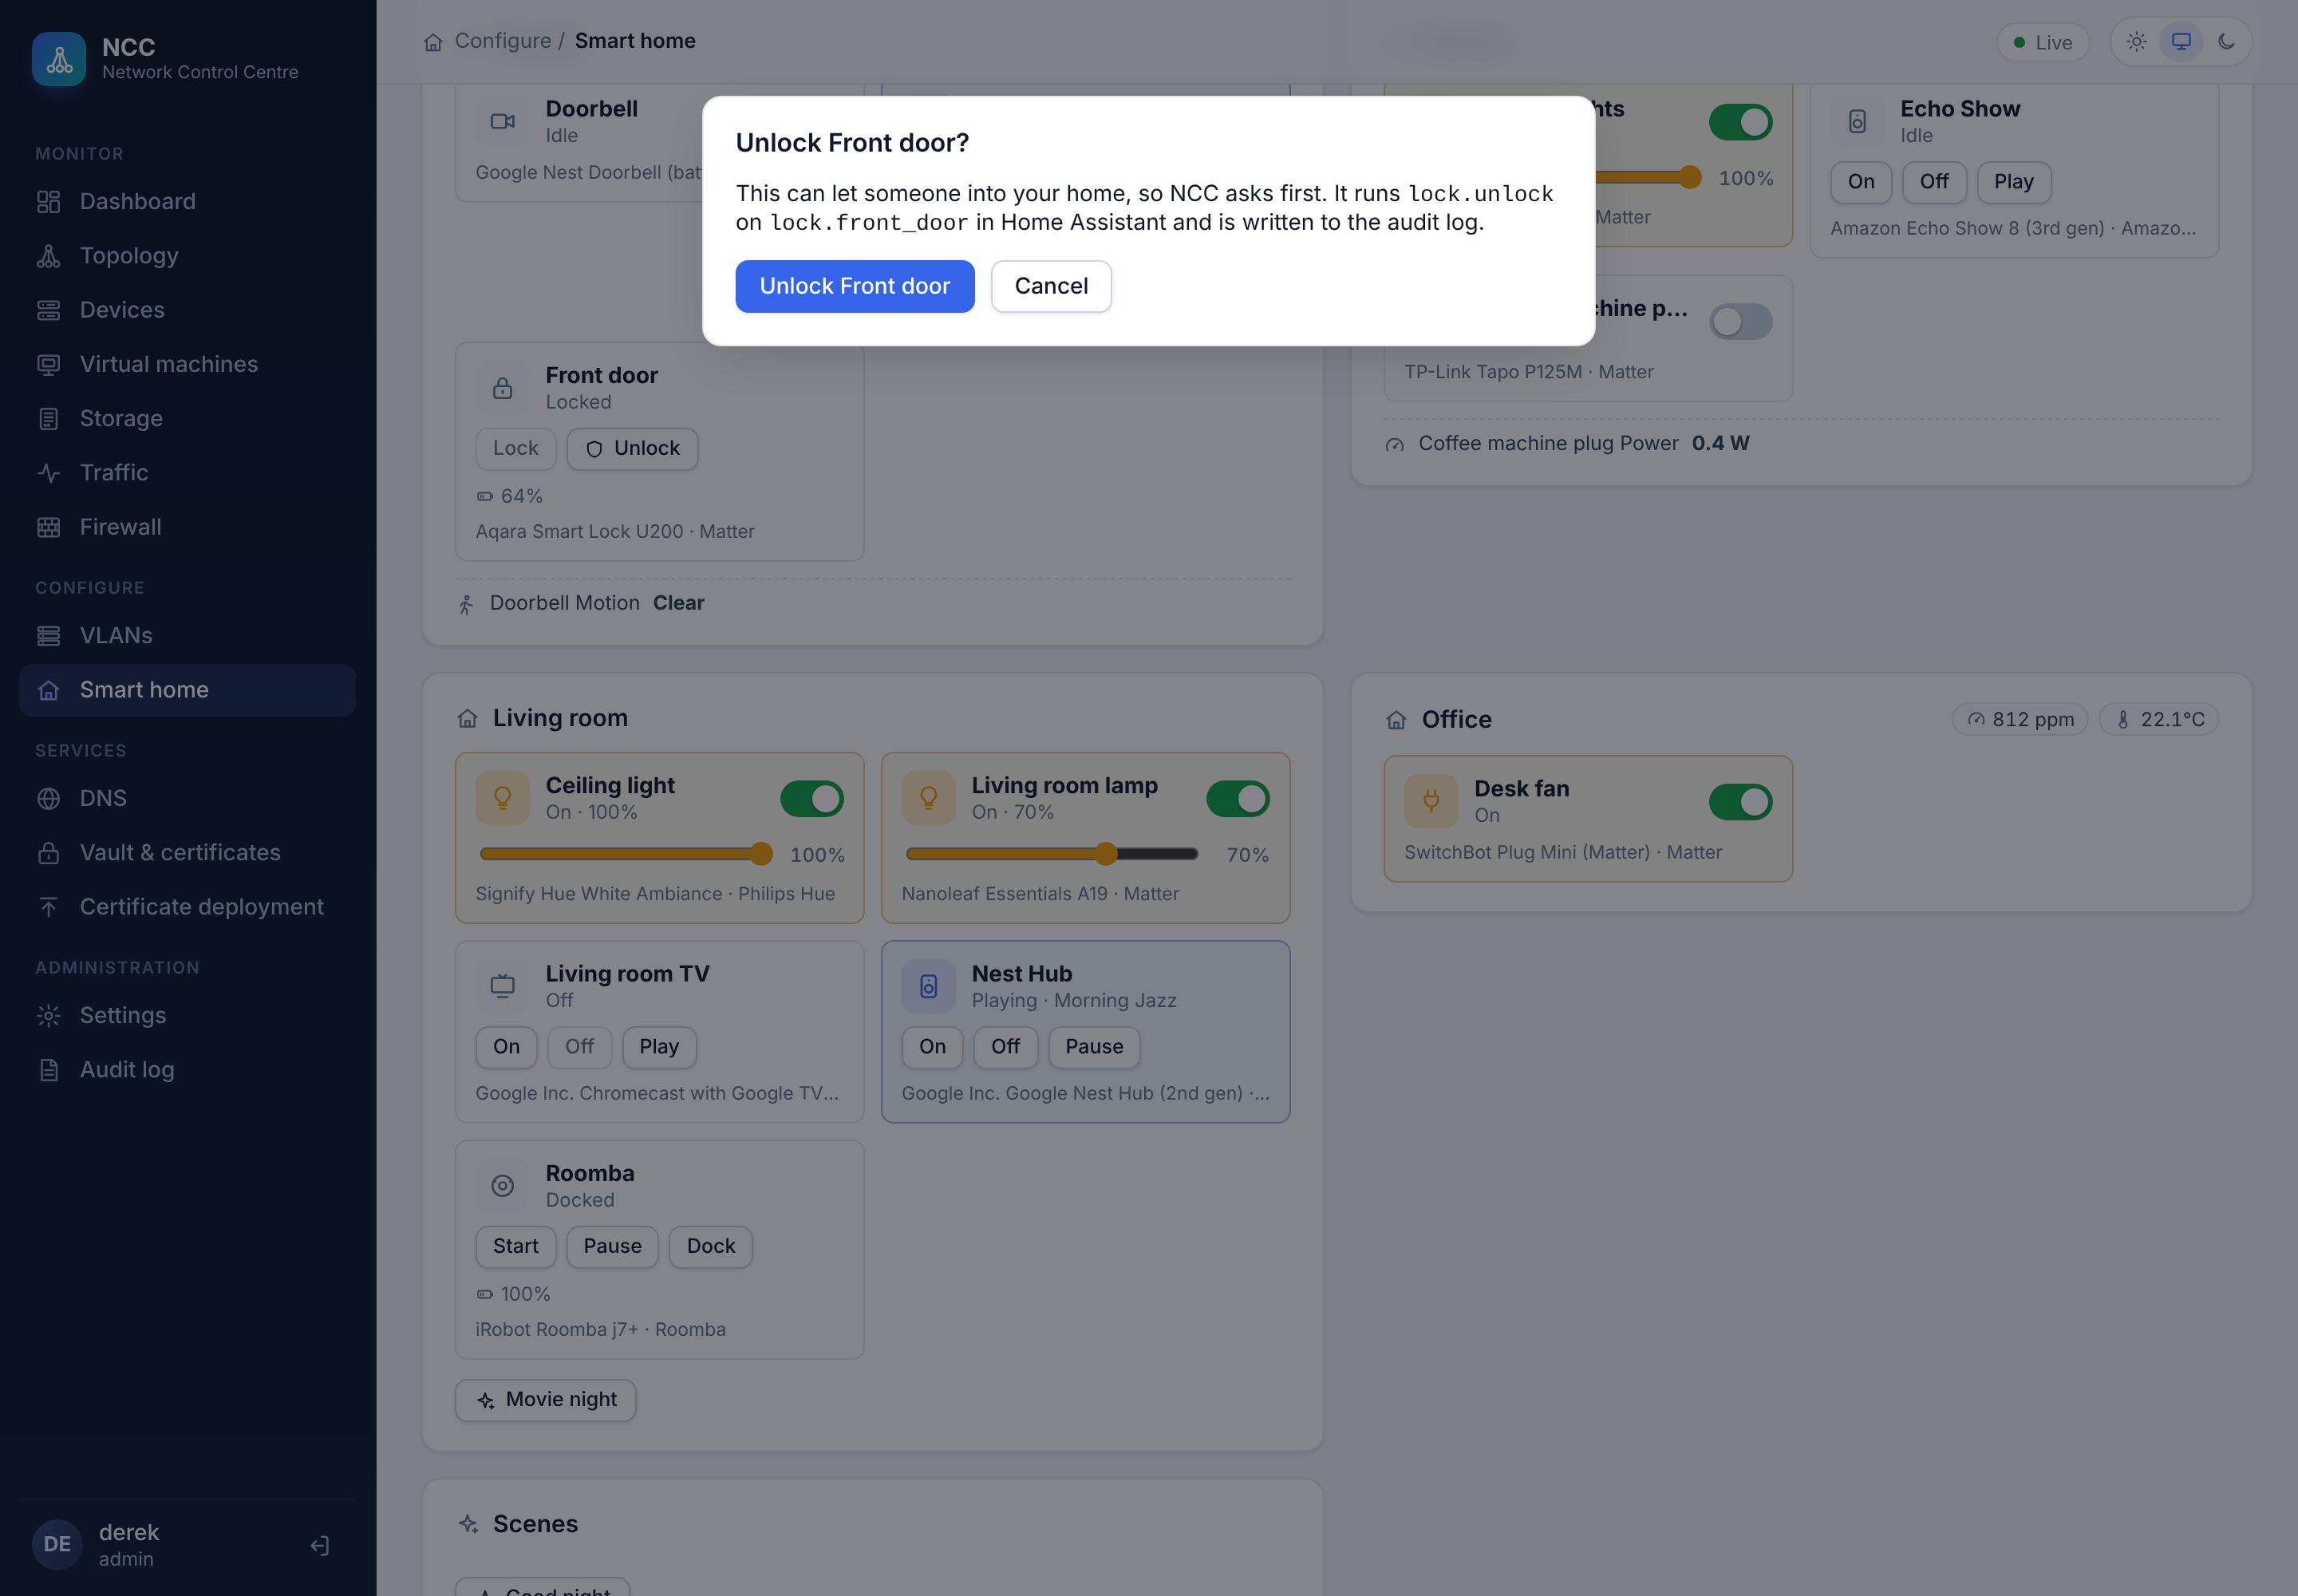 NCC
Network Control Centre
MONITOR
Dashboard
Topology
Devices
Virtual machines
Storage
Traffic
Firewall
CONFIGURE
VLANs
Smart home
SERVICES
DNS
Vault & certificates
Certificate deployment
ADMINISTRATION
Settings
Audit log
DE
derek
admin
Configure / Smart home
Live
Unlock Front door?
This can let someone into your home, so NCC asks first. It runs lock.unlock
on lock.front_door in Home Assistant and is written to the audit log.
Unlock Front door
Cancel
Doorbell
Idle
Google Nest Doorbell
Front door
Locked
Lock
Unlock
64%
Aqara Smart Lock U200 · Matter
Doorbell Motion Clear
100%
Matter
Echo Show
Idle
On
Off
Play
Amazon Echo Show 8 (3rd gen) · Amazo...
TP-Link Tapo P125M · Matter
Coffee machine plug Power 0.4 W
Living room
Ceiling light
On · 100%
100%
Signify Hue White Ambiance · Philips Hue
Living room lamp
On · 70%
70%
Nanoleaf Essentials A19 · Matter
Living room TV
Off
On
Off
Play
Google Inc. Chromecast with Google TV...
Nest Hub
Playing · Morning Jazz
On
Off
Pause
Google Inc. Google Nest Hub (2nd gen) ·...
Roomba
Docked
Start
Pause
Dock
100%
iRobot Roomba j7+ · Roomba
Movie night
Office
812 ppm
22.1°C
Desk fan
On
SwitchBot Plug Mini (Matter) · Matter
Scenes
Good night